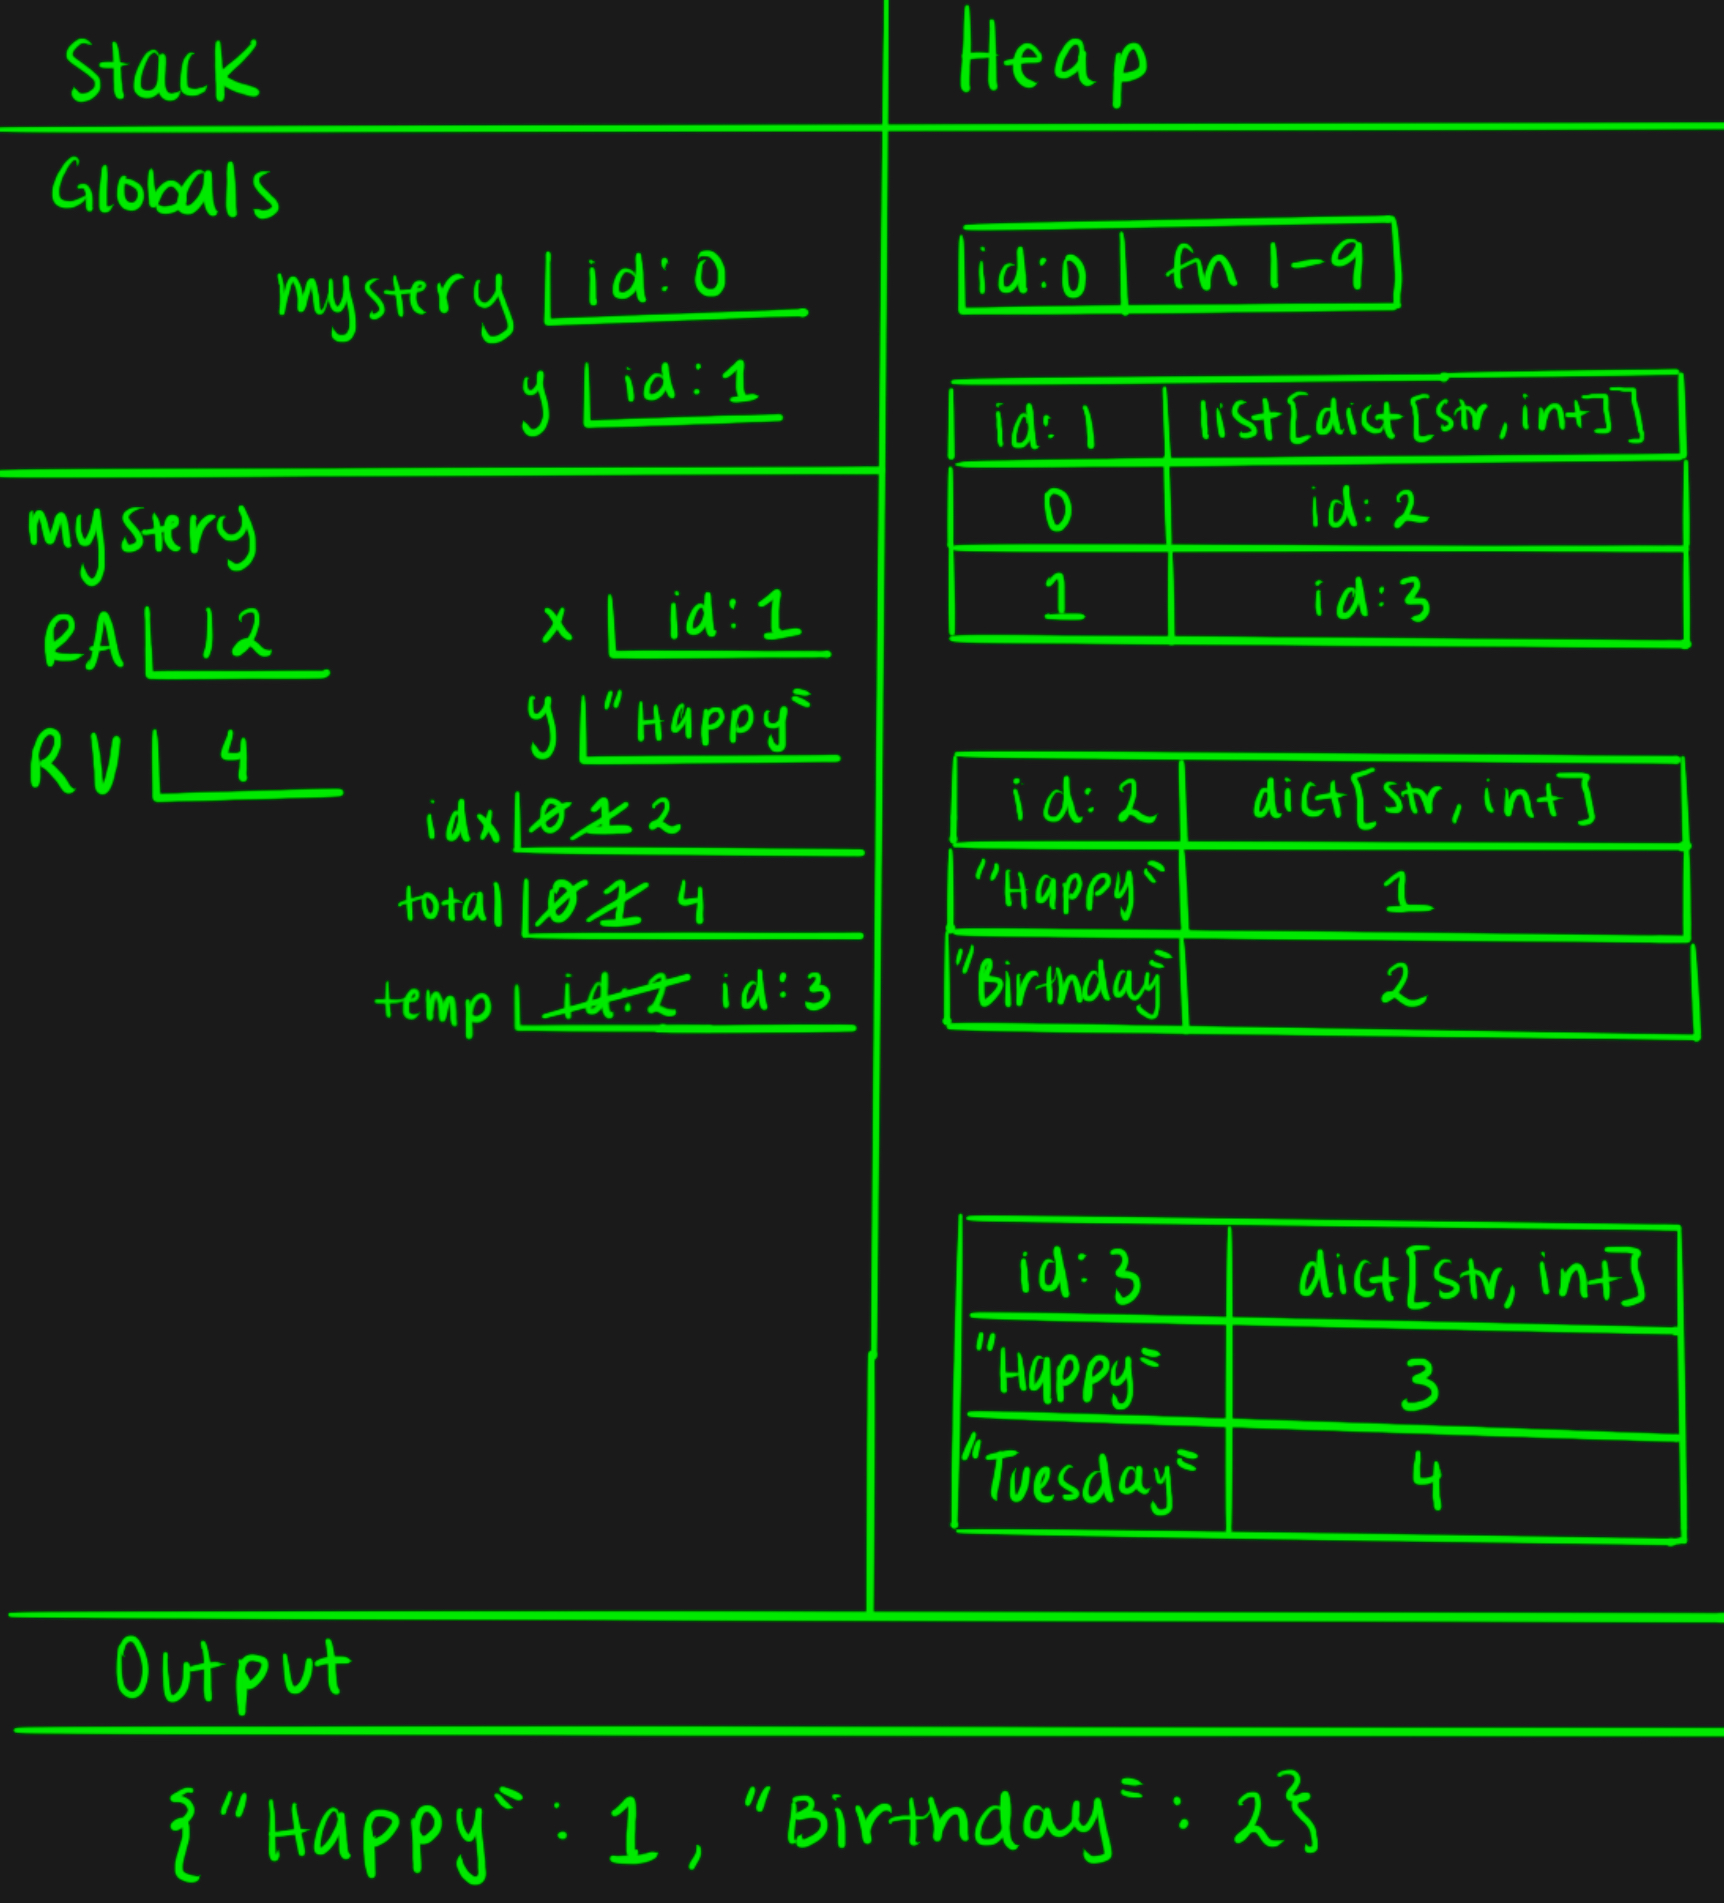 Stack
Heap
Globals
mystery id:0
y id:1
mystery
RA 12
RV 4
x id:1
y "Happy"
idx 0 1 2
total 0 1 4
temp id:2 id:3
id:0 fn 1-9
id:1 list[dict[str,int]]
0 id:2
1 id:3
id:2 dict[str, int]
"Happy" 1
"Birthday" 2
id:3 dict[str, int]
"Happy" 3
"Tuesday" 4
Output
{"Happy": 1, "Birthday": 2}